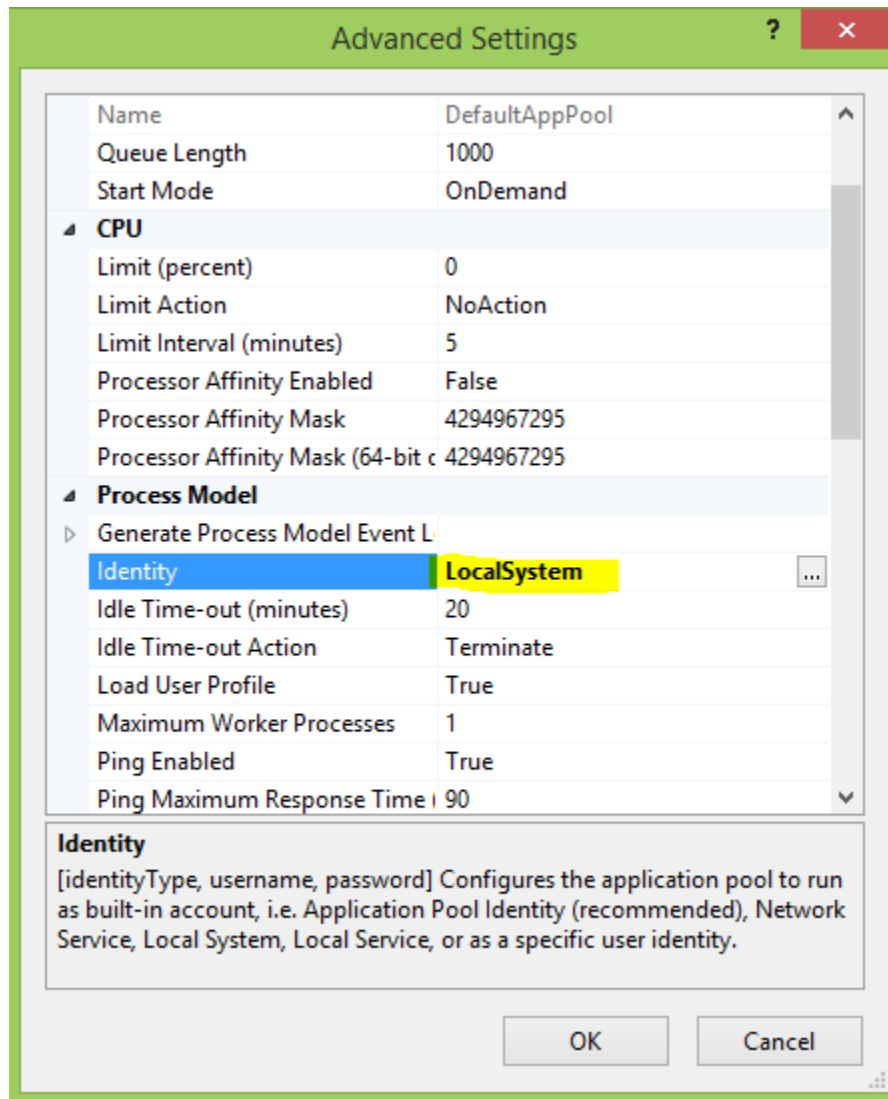 Advanced Settings
?
×
Name DefaultAppPool
Queue Length 1000
Start Mode OnDemand
CPU
Limit (percent) 0
Limit Action NoAction
Limit Interval (minutes) 5
Processor Affinity Enabled False
Processor Affinity Mask 4294967295
Processor Affinity Mask (64-bit c 4294967295
Process Model
Generate Process Model Event L
Identity LocalSystem ...
Idle Time-out (minutes) 20
Idle Time-out Action Terminate
Load User Profile True
Maximum Worker Processes 1
Ping Enabled True
Ping Maximum Response Time ( 90
Identity
[identityType, username, password] Configures the application pool to run
as built-in account, i.e. Application Pool Identity (recommended), Network
Service, Local System, Local Service, or as a specific user identity.
OK Cancel